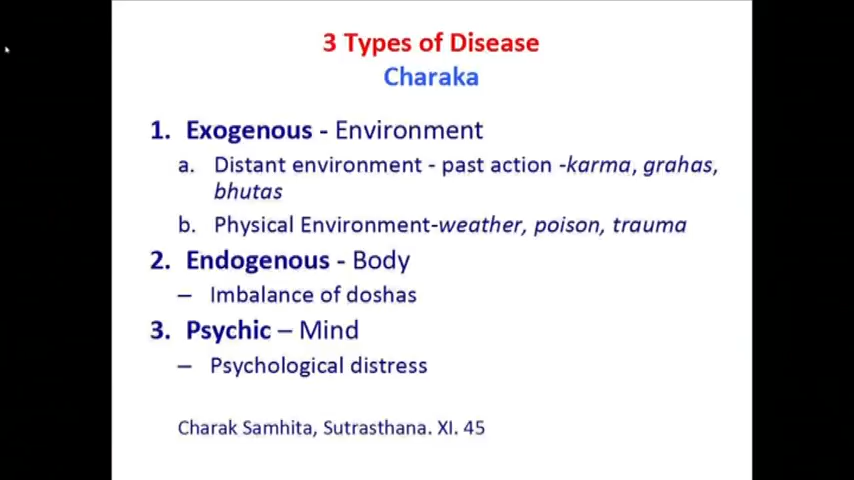 3 Types of Disease
Charaka
1. Exogenous - Environment
a. Distant environment - past action -karma, grahas,
bhutas
b. Physical Environment-weather, poison, trauma
2. Endogenous - Body
– Imbalance of doshas
3. Psychic – Mind
– Psychological distress
Charak Samhita, Sutrasthana. XI. 45